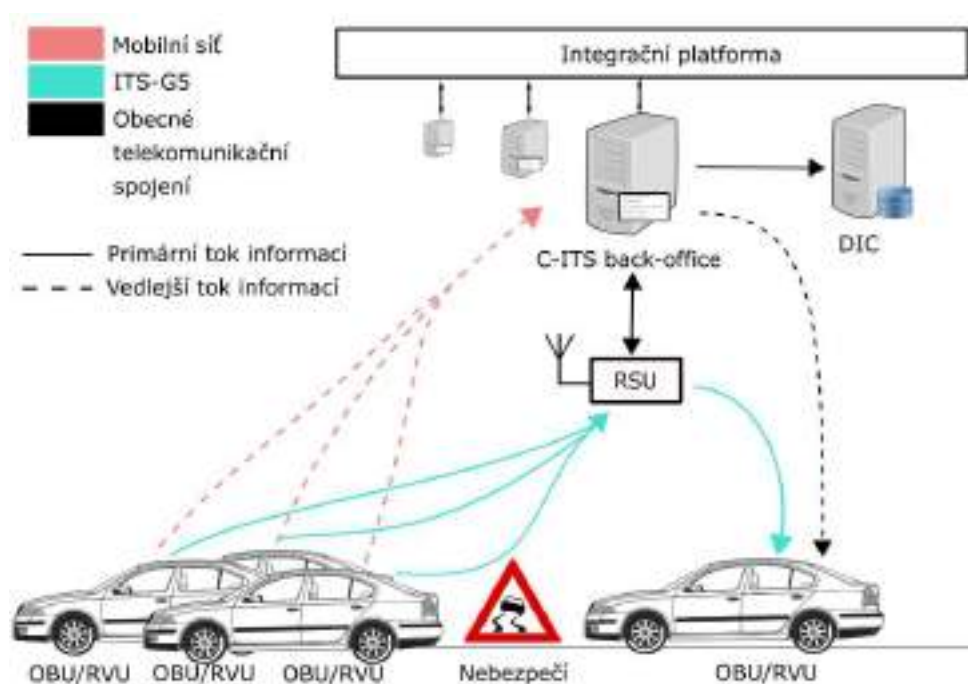 Mobilní síť
ITS-G5
Obecné
telekomunikační
spojení
Primární tok informací
Vedlejší tok informací
Integrační platforma
C-ITS back-office
DIC
RSU
OBU/RVU
OBU/RVU
OBU/RVU
Nebezpečí
OBU/RVU